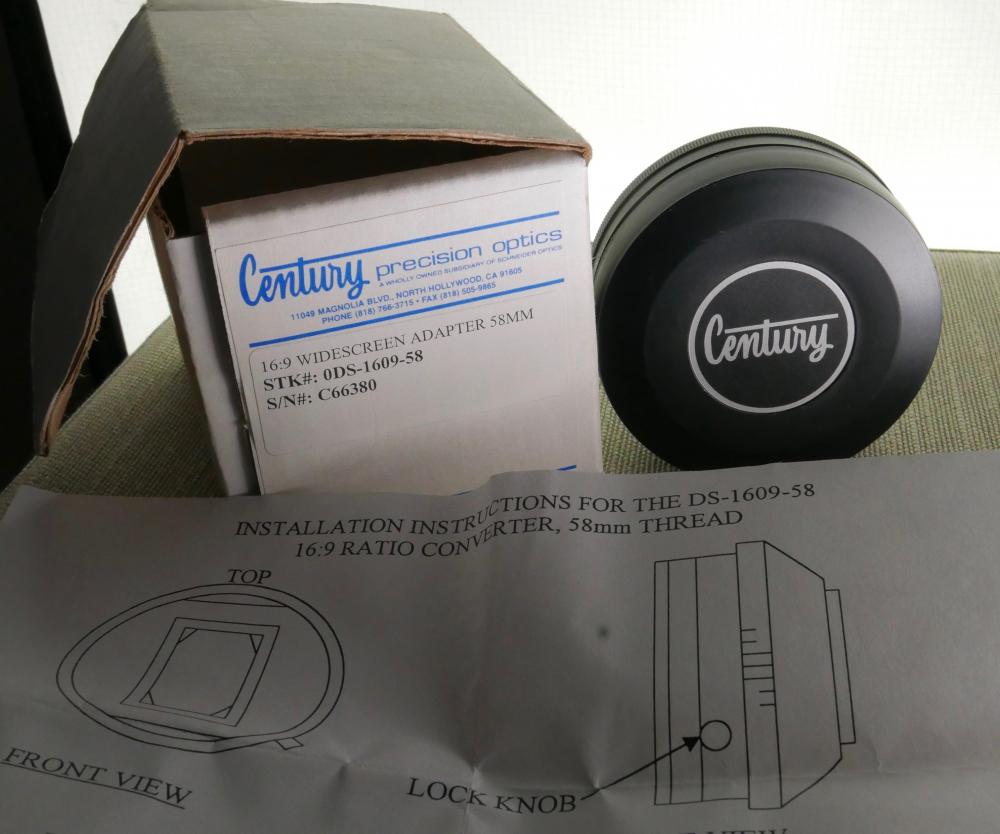 Century precision optics
A WHOLLY OWNED SUBSIDIARY OF SCHNEIDER OPTICS
11049 MAGNOLIA BLVD., NORTH HOLLYWOOD, CA 91605
PHONE (818) 766-3715 • FAX (818) 505-9865
16:9 WIDESCREEN ADAPTER 58MM
STK#: 0DS-1609-58
S/N#: C66380
Century
INSTALLATION INSTRUCTIONS FOR THE DS-1609-58
16:9 RATIO CONVERTER, 58mm THREAD
TOP
FRONT VIEW
LOCK KNOB
VIEW